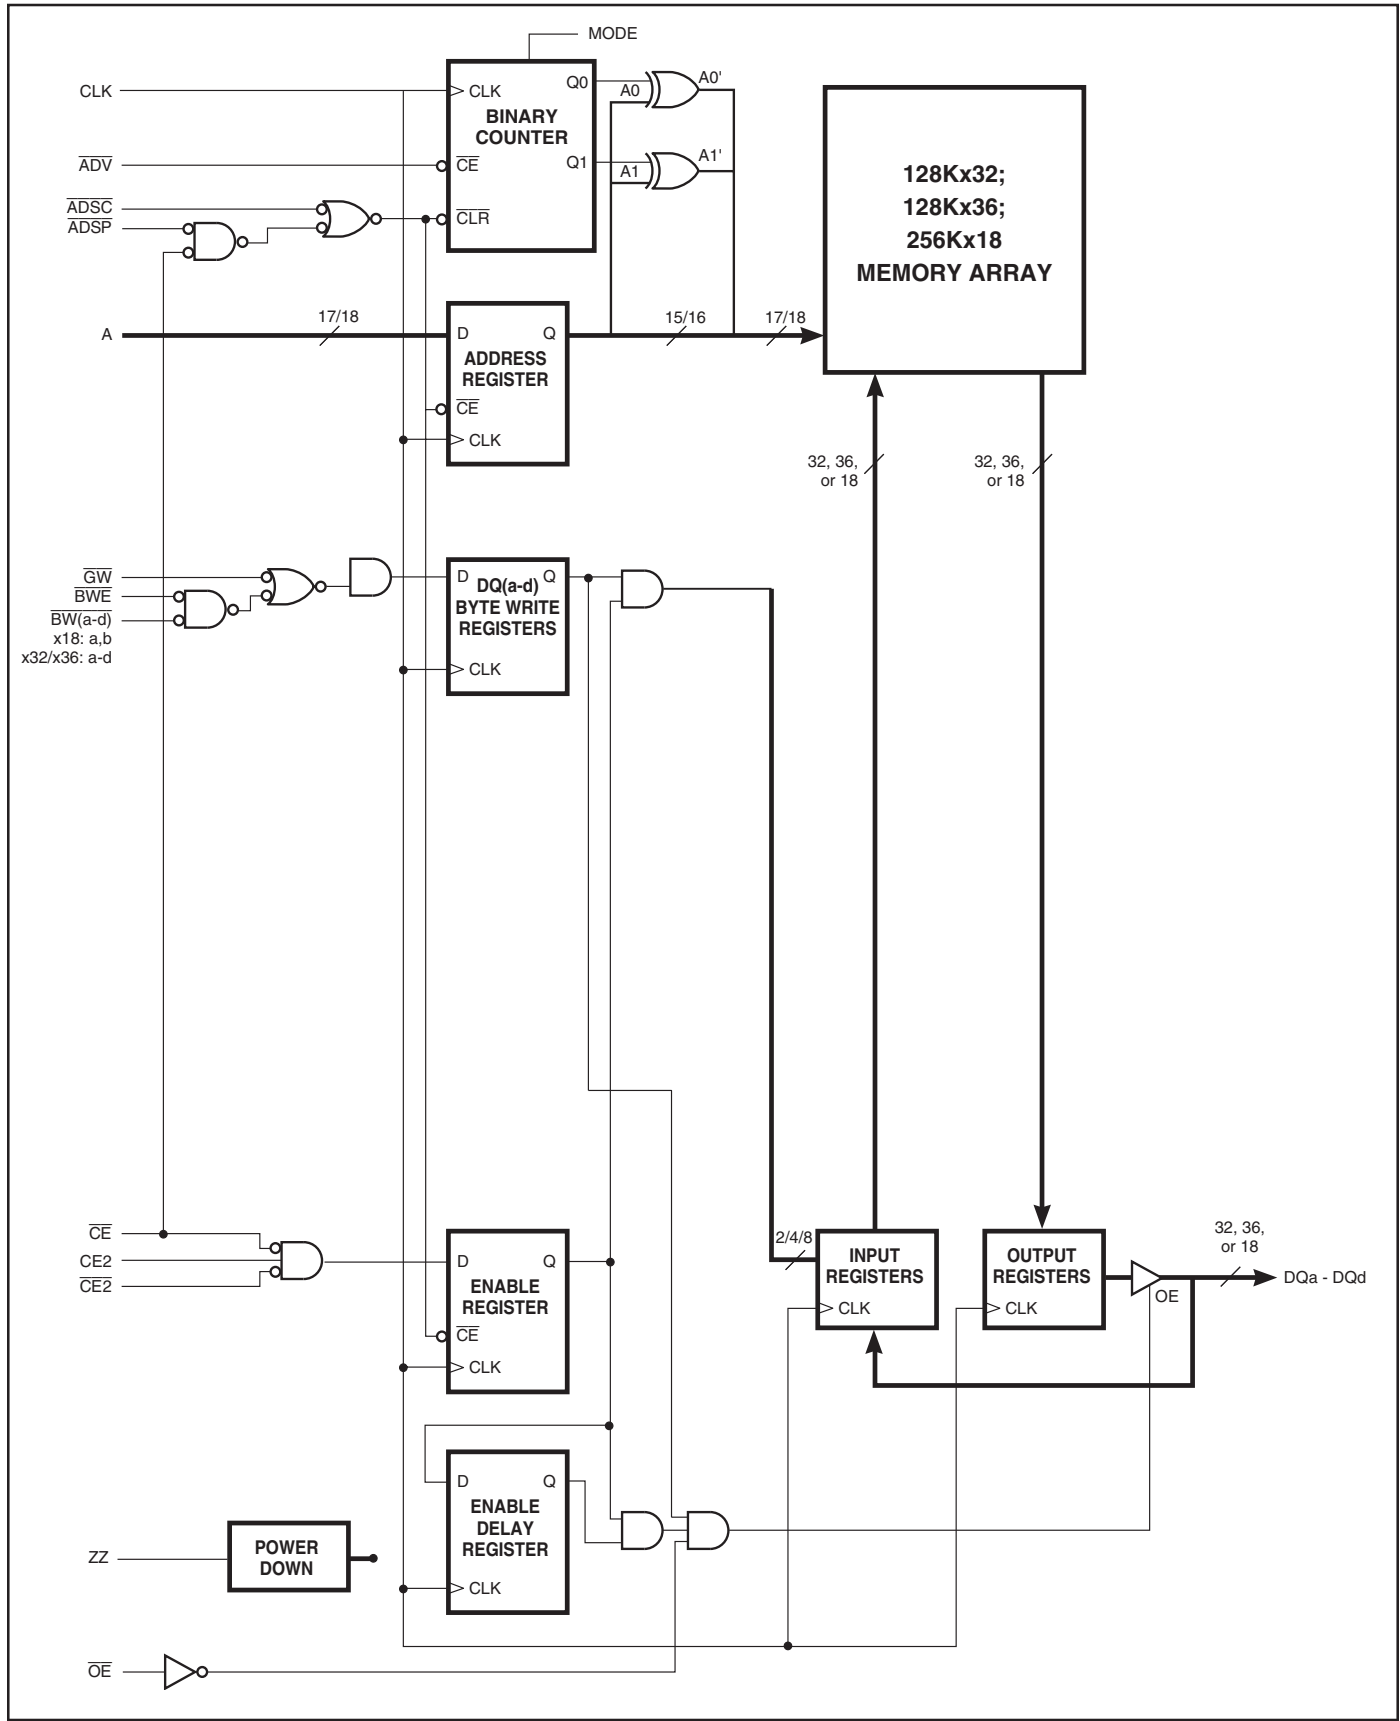 MODE
CLK
CLK
Q0
A0
A0'
BINARY
COUNTER
ADV
CE
Q1
A1
A1'
ADSC
ADSP
CLR
128Kx32;
128Kx36;
256Kx18
MEMORY ARRAY
A
17/18
D
Q
15/16
17/18
ADDRESS
REGISTER
CE
CLK
32, 36,
or 18
32, 36,
or 18
GW
BWE
BW(a-d)
x18: a,b
x32/x36: a-d
D
Q
DQ(a-d)
BYTE WRITE
REGISTERS
CLK
CE
CE2
CE2
D
Q
ENABLE
REGISTER
CE
CLK
2/4/8
INPUT
REGISTERS
CLK
OUTPUT
REGISTERS
CLK
OE
32, 36,
or 18
DQa - DQd
D
Q
ENABLE
DELAY
REGISTER
CLK
ZZ
POWER
DOWN
OE